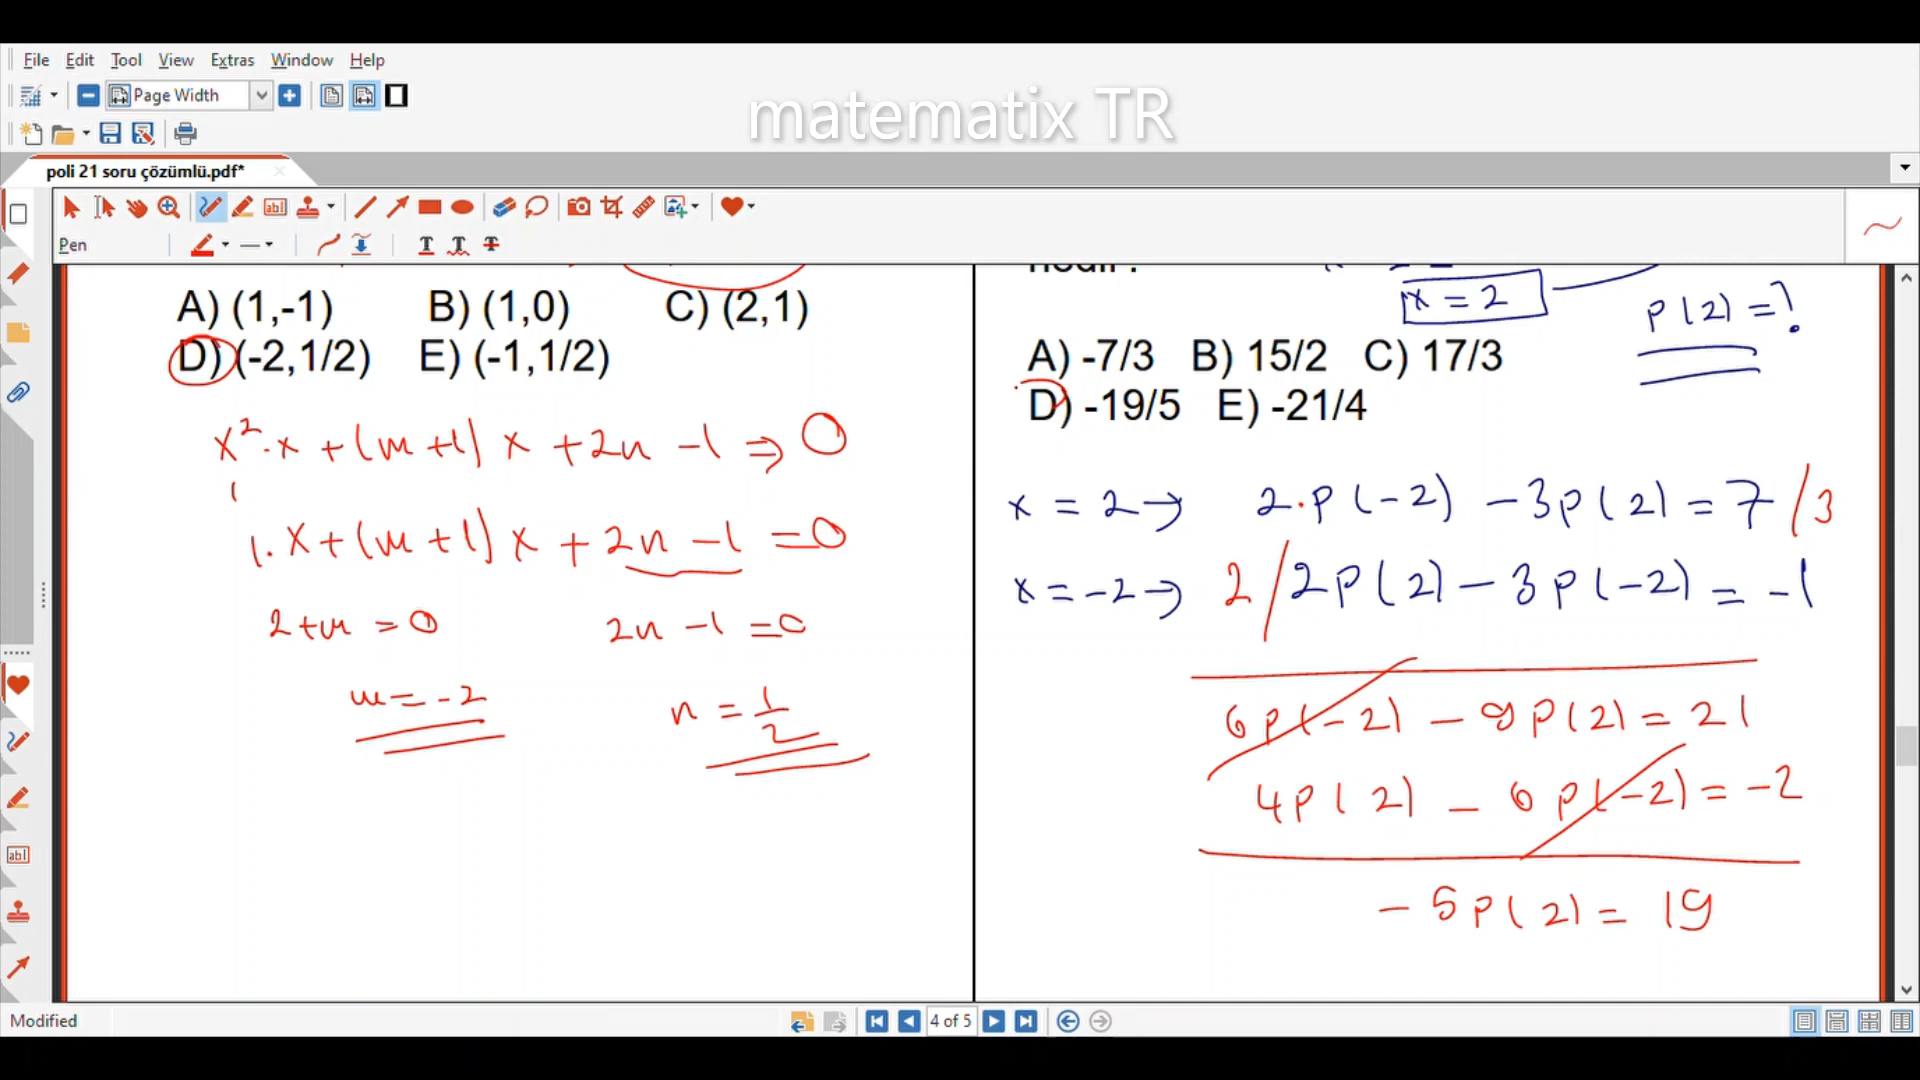 File Edit Tool View Extras Window Help
Page Width
matematix TR
poli 21 soru çözümlü.pdf*
Pen
A) (1,-1) B) (1,0) C) (2,1)
D) (-2,1/2) E) (-1,1/2)
x²·x + (m+1) x + 2n - 1 ⇒ 0
1
1. x + (m+1) x + 2n - 1 = 0
2+m = 0 2n - 1 = 0
m = -2 n = 1/2
x = 2
P(2) = ?
A) -7/3 B) 15/2 C) 17/3
D) -19/5 E) -21/4
x = 2 → 2·P(-2) - 3P(2) = 7 / 3
x = -2 → 2 / 2P(2) - 3P(-2) = -1
6P(-2) - 9P(2) = 21
4P(2) - 6P(-2) = -2
-5P(2) = 19
Modified
4 of 5